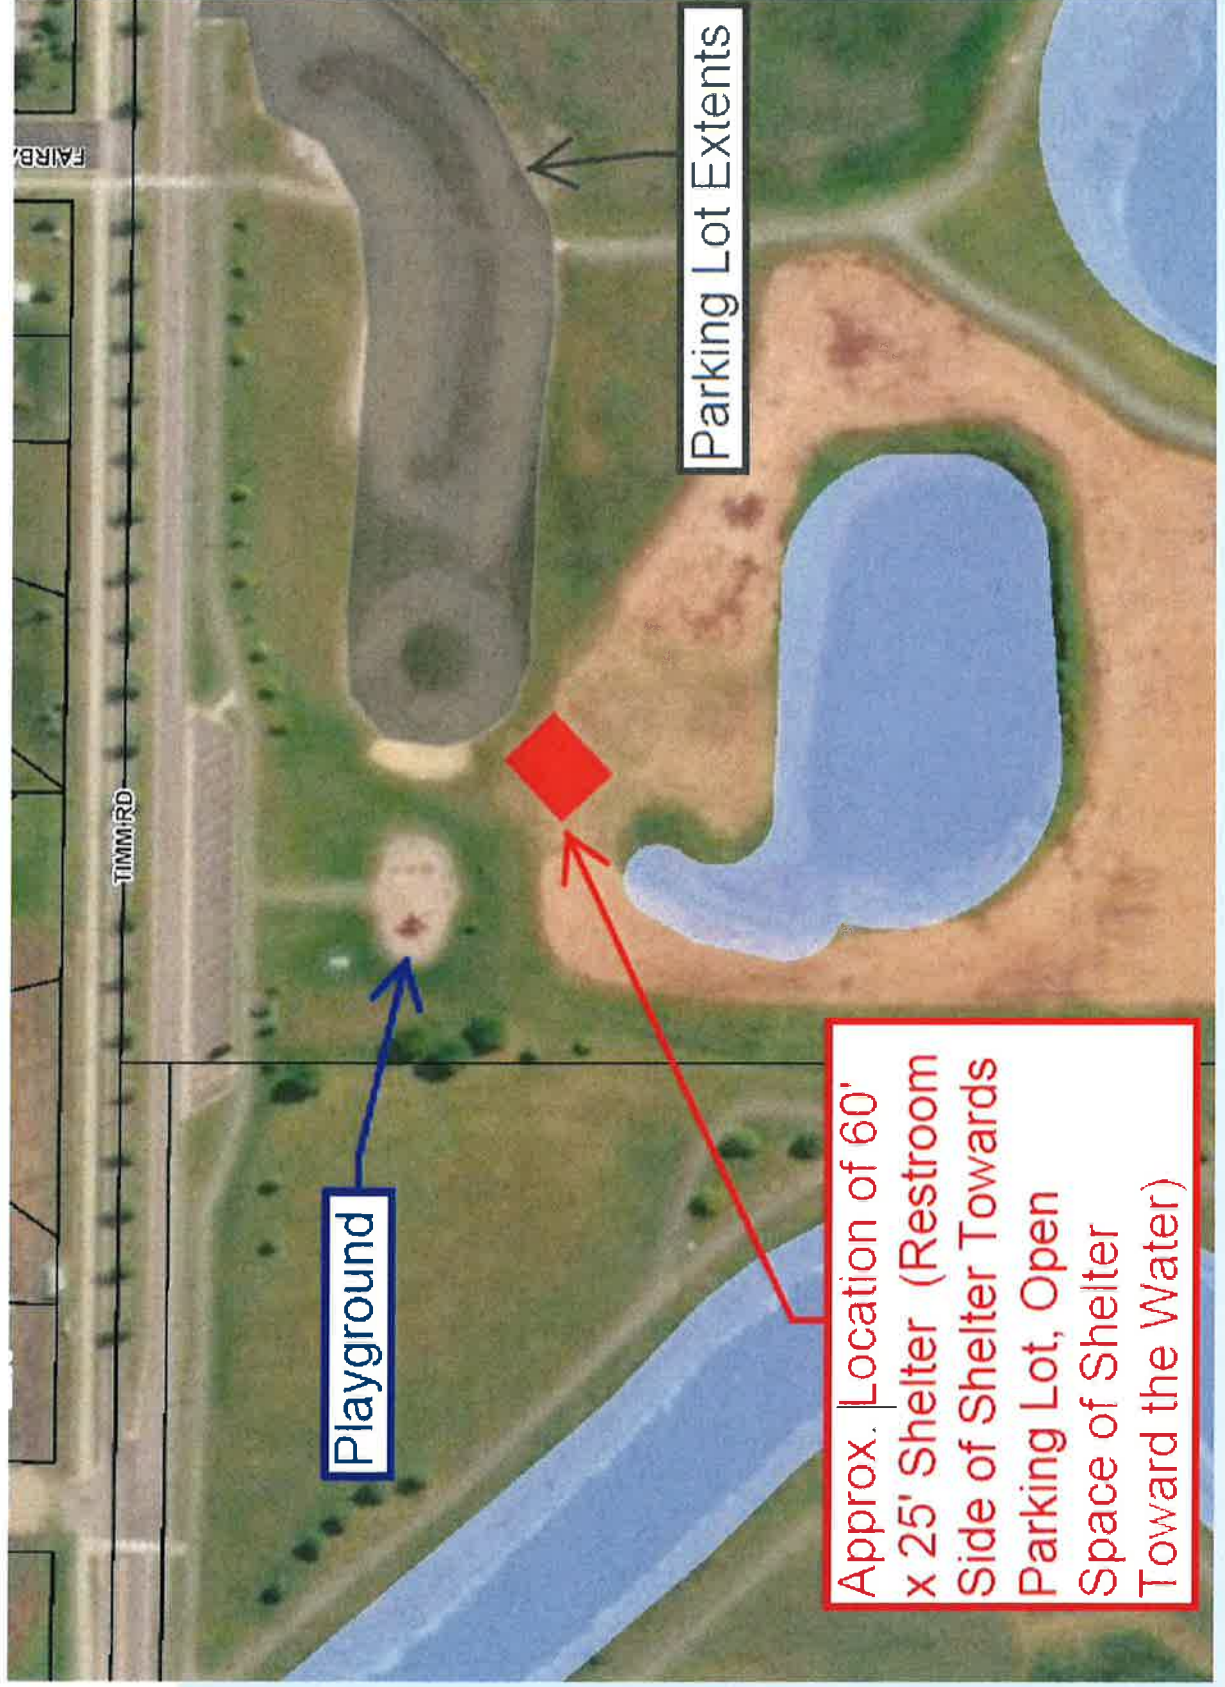 TIMM RD
Parking Lot Extents
Playground
Approx. Location of 60'
x 25' Shelter (Restroom
Side of Shelter Towards
Parking Lot, Open
Space of Shelter
Toward the Water)